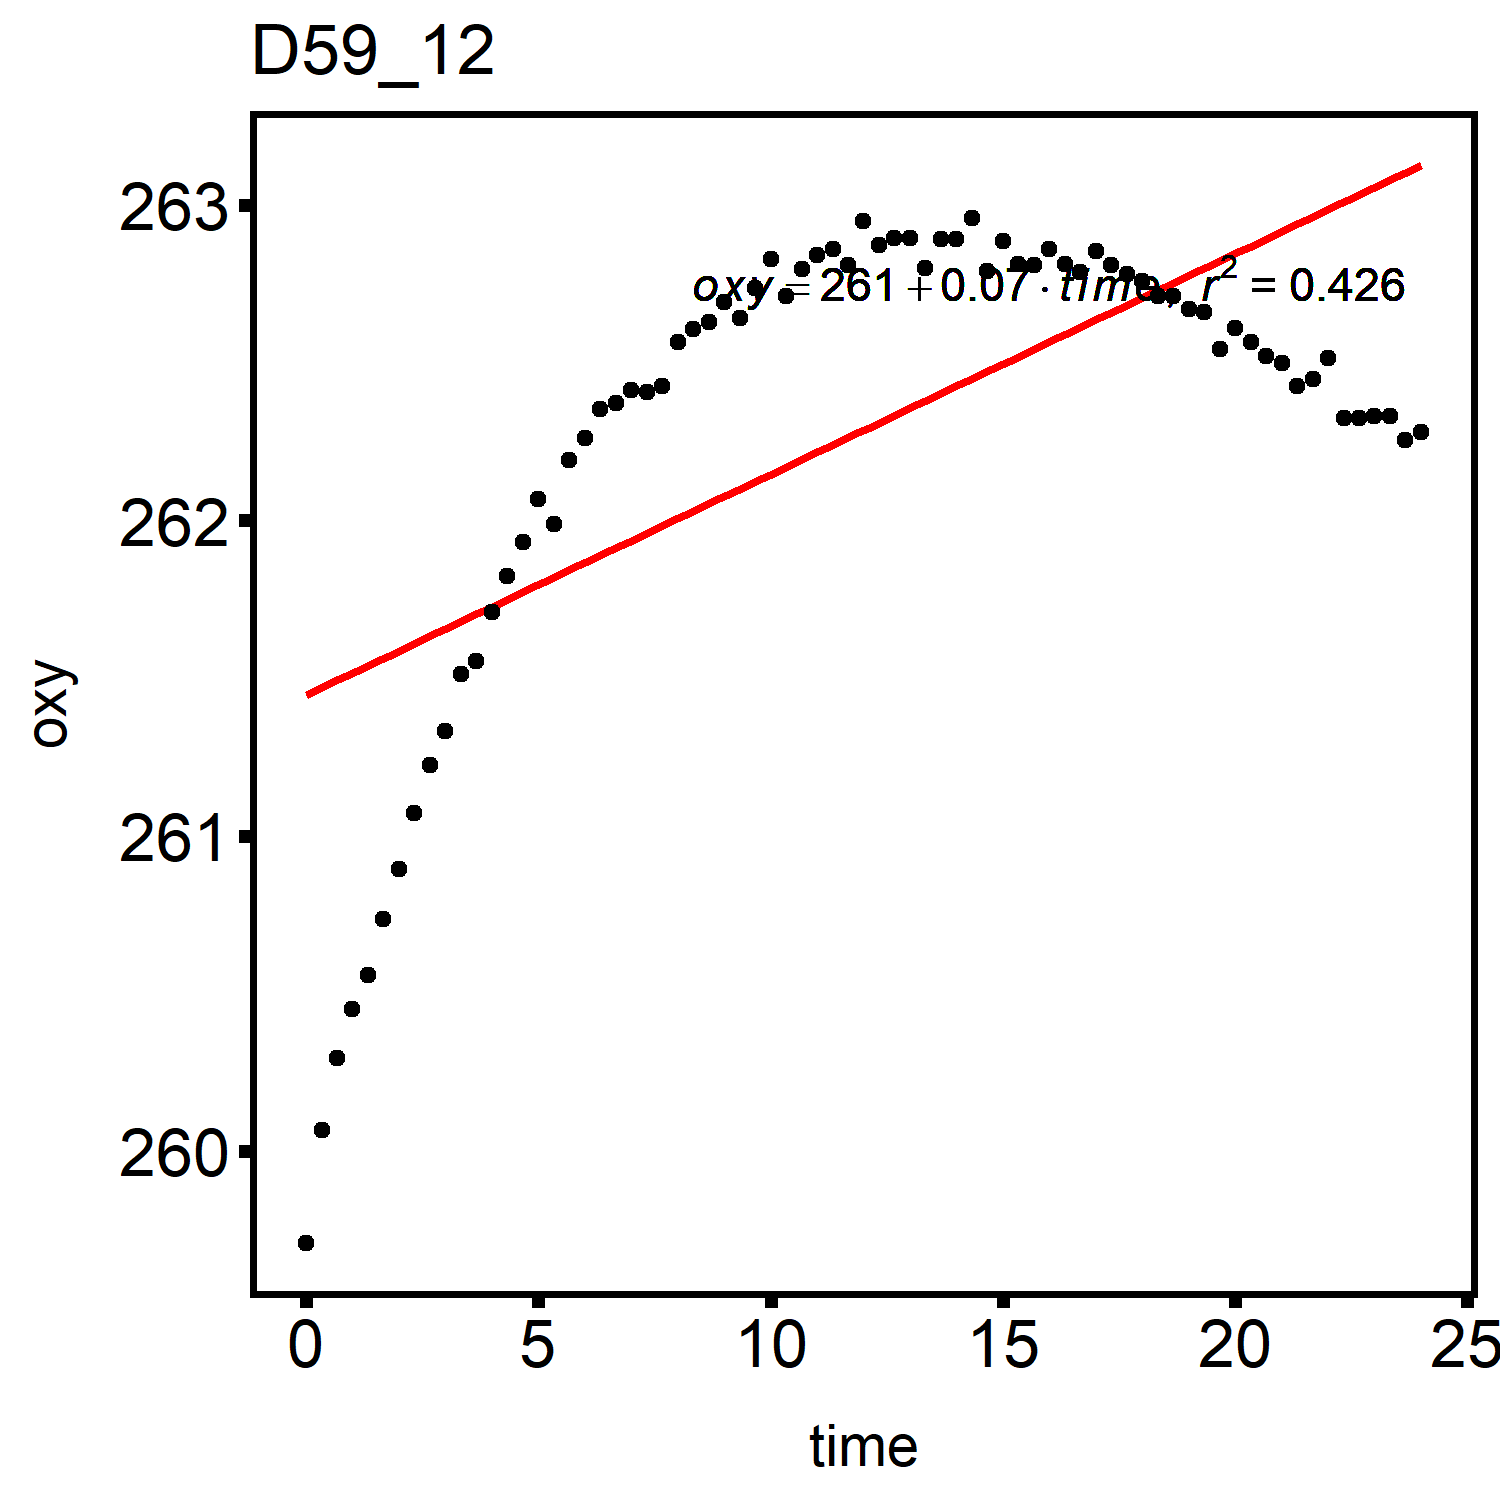 D59_12
263
262
261
260
oxy
oxy = 261 + 0.07 · time, r² = 0.426
0 5 10 15 20 25
time